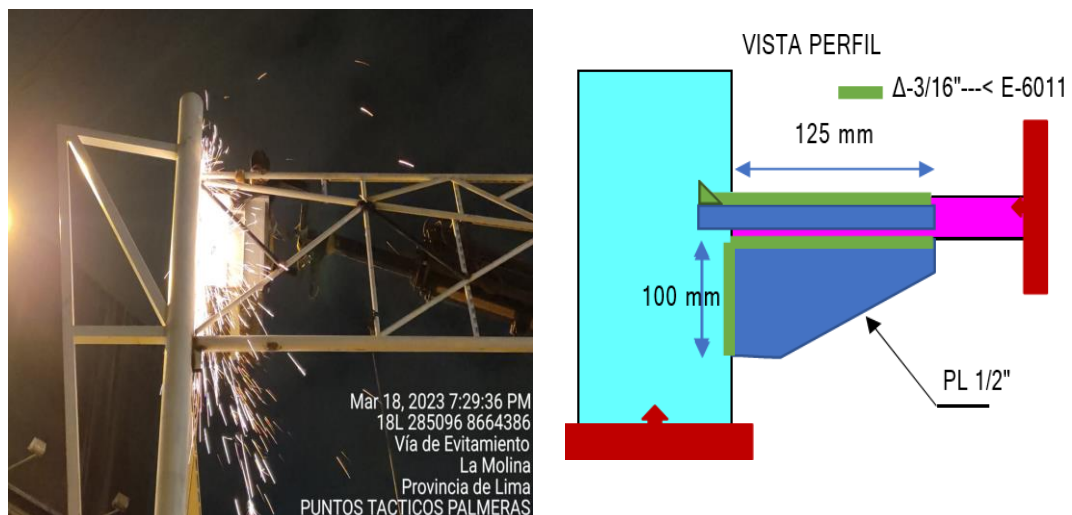 Mar 18, 2023 7:29:36 PM
18L 285096 8664386
Vía de Evitamiento
La Molina
Provincia de Lima
PUNTOS TACTICOS PALMERAS
VISTA PERFIL
Δ-3/16"---< E-6011
125 mm
100 mm
PL 1/2"